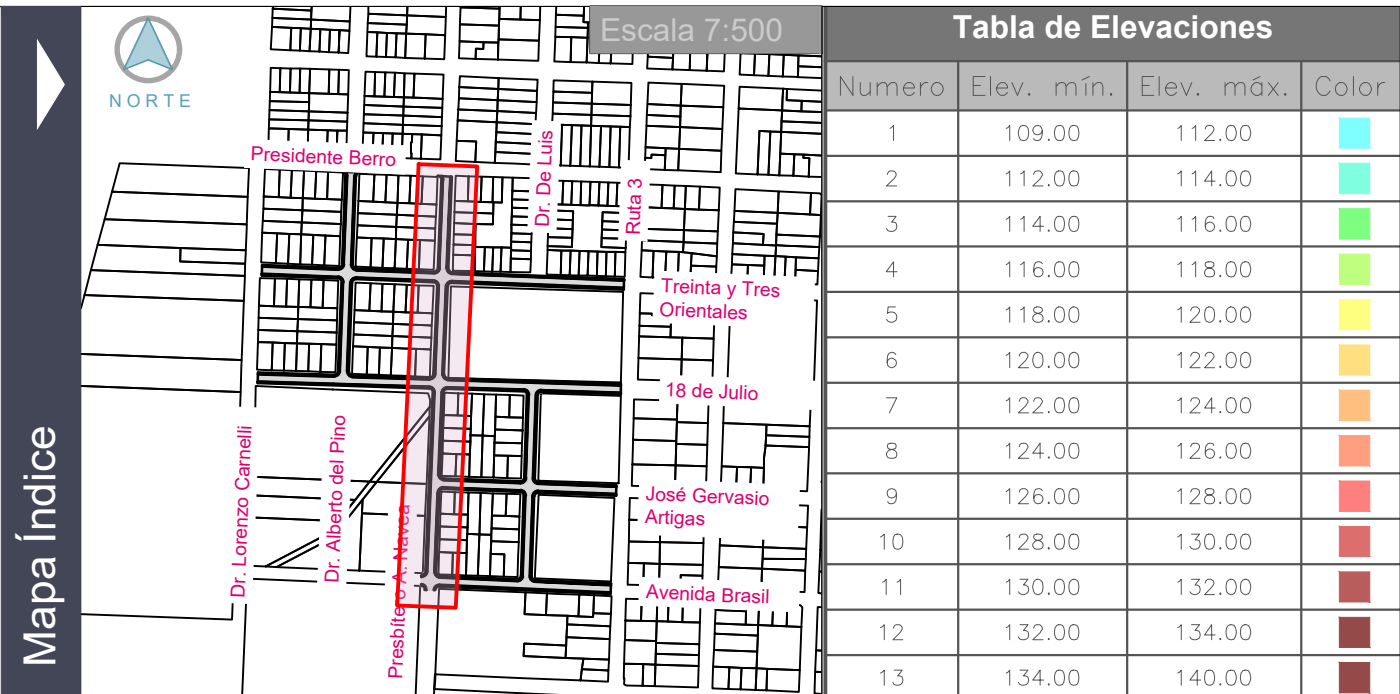 Mapa Índice
NORTE
Escala 7:500
Presidente Berro
Dr. De Luis
Ruta 3
Treinta y Tres
Orientales
18 de Julio
José Gervasio
Artigas
Avenida Brasil
Dr. Lorenzo Carnelli
Dr. Alberto del Pino
Presbítero A. Navea
Tabla de Elevaciones
Numero Elev. mín. Elev. máx. Color
1 109.00 112.00
2 112.00 114.00
3 114.00 116.00
4 116.00 118.00
5 118.00 120.00
6 120.00 122.00
7 122.00 124.00
8 124.00 126.00
9 126.00 128.00
10 128.00 130.00
11 130.00 132.00
12 132.00 134.00
13 134.00 140.00